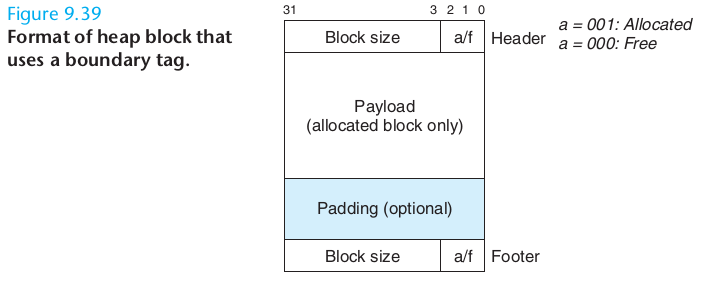 Figure 9.39
Format of heap block that
uses a boundary tag.
31 3 2 1 0
Block size a/f Header
a = 001: Allocated
a = 000: Free
Payload
(allocated block only)
Padding (optional)
Block size a/f Footer